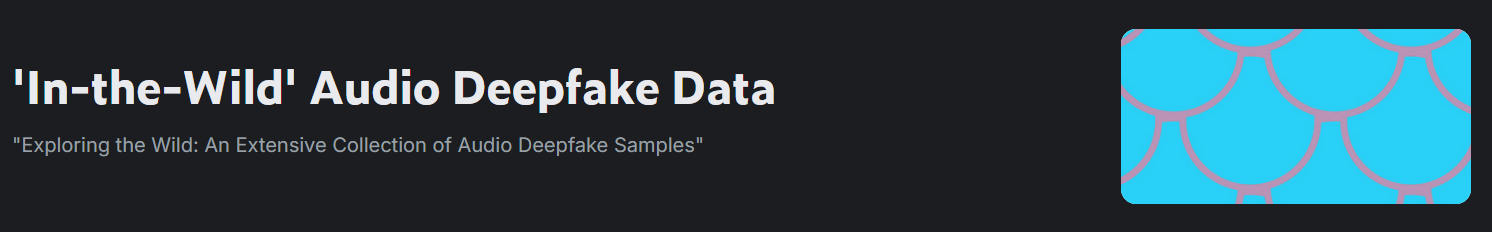 'In-the-Wild' Audio Deepfake Data
"Exploring the Wild: An Extensive Collection of Audio Deepfake Samples"